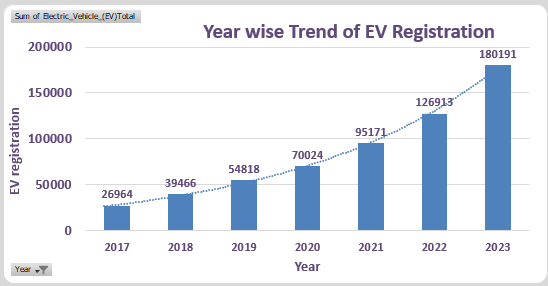 Sum of Electric_Vehicle_(EV)Total
Year wise Trend of EV Registration
200000
150000
100000
50000
0
EV registration
26964
39466
54818
70024
95171
126913
180191
2017 2018 2019 2020 2021 2022 2023
Year
Year